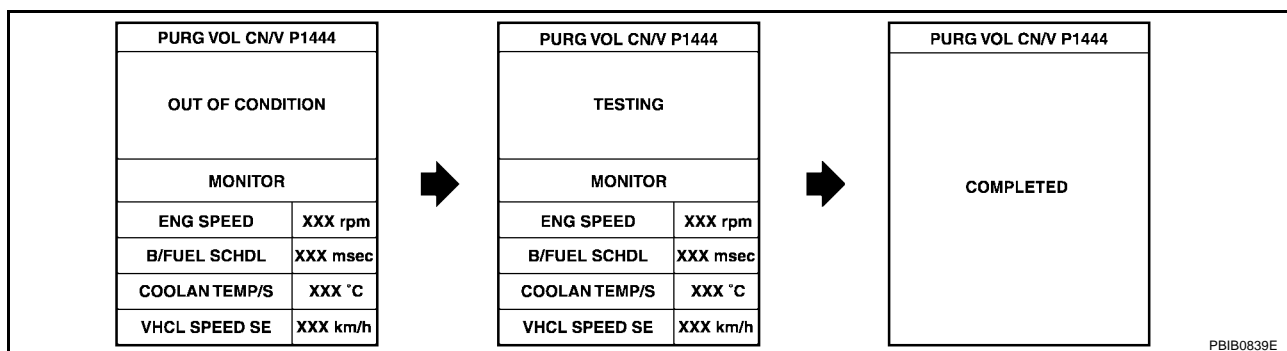 PURG VOL CN/V P1444
OUT OF CONDITION
MONITOR
ENG SPEED XXX rpm
B/FUEL SCHDL XXX msec
COOLAN TEMP/S XXX °C
VHCL SPEED SE XXX km/h
PURG VOL CN/V P1444
TESTING
MONITOR
ENG SPEED XXX rpm
B/FUEL SCHDL XXX msec
COOLAN TEMP/S XXX °C
VHCL SPEED SE XXX km/h
PURG VOL CN/V P1444
COMPLETED
PBIB0839E